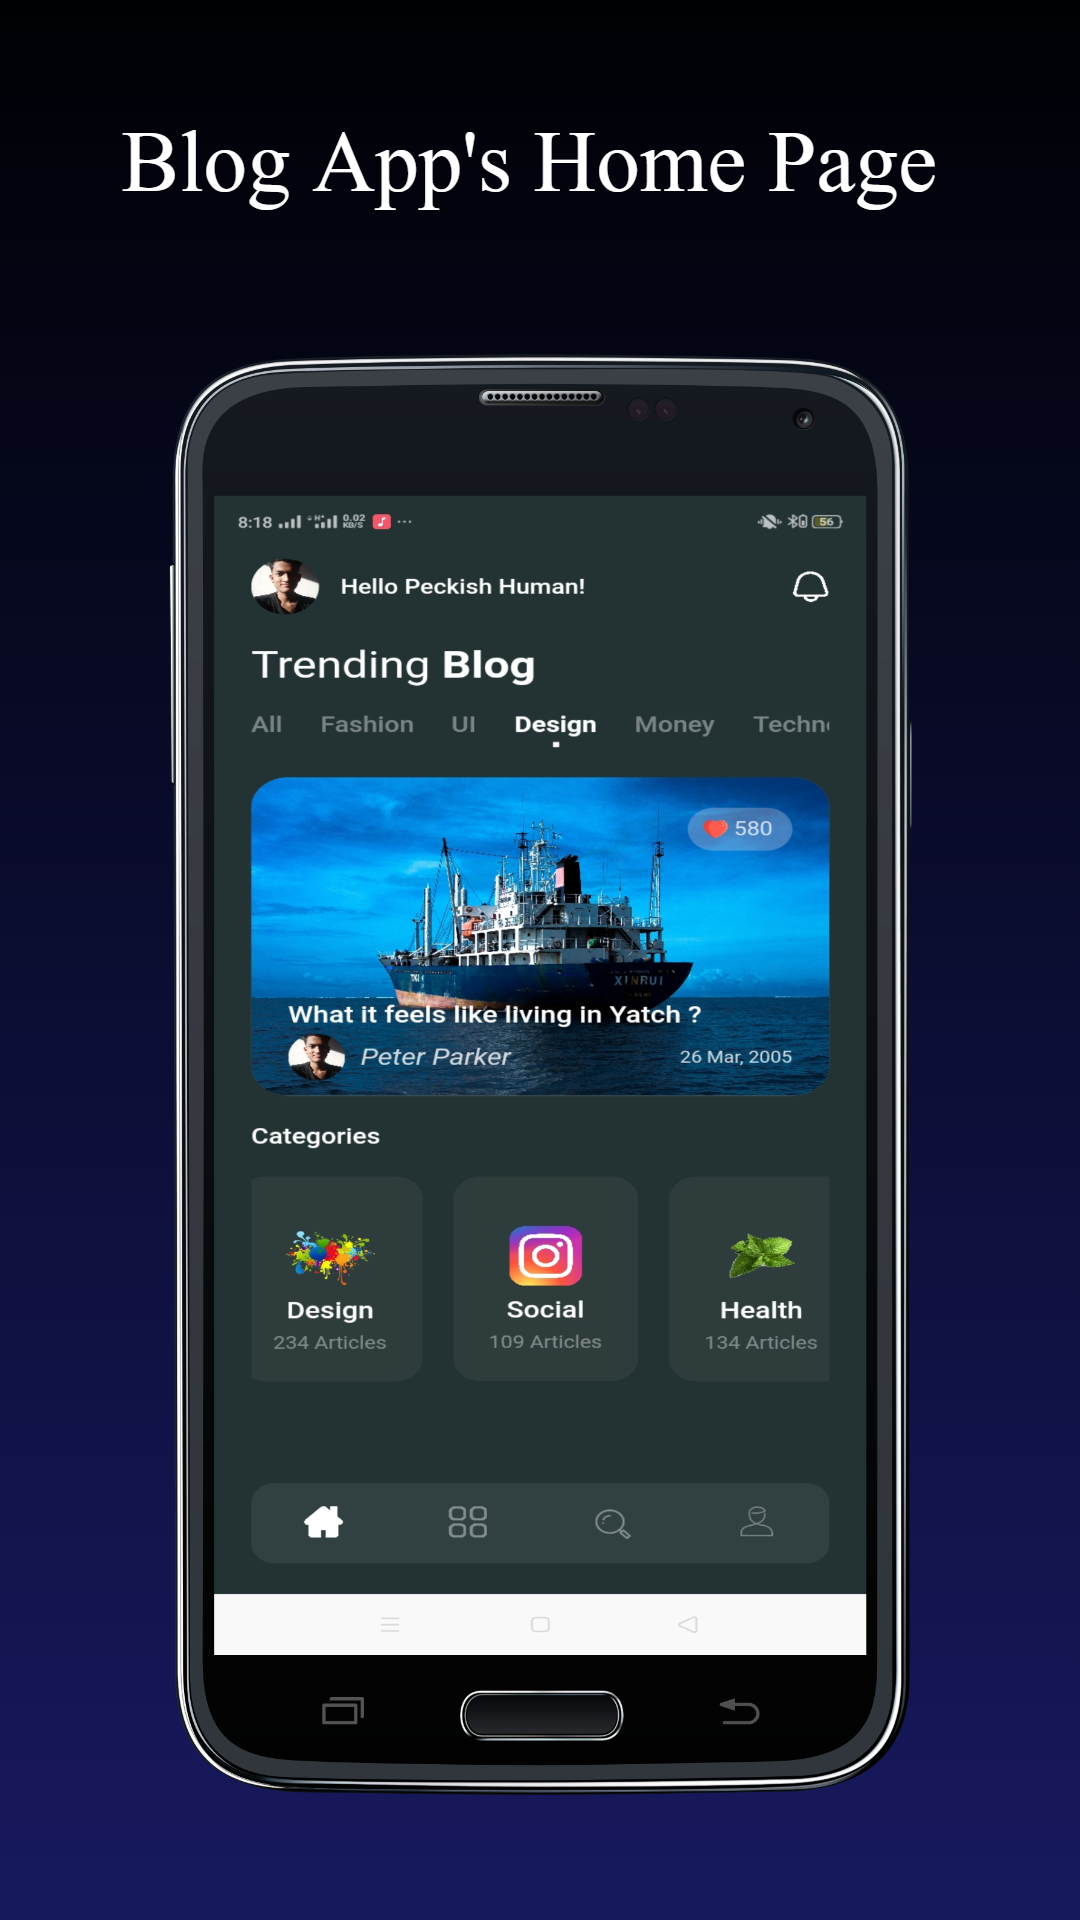 Blog App's Home Page
8:18 H+ 0.02 KB/S ... 56
Hello Peckish Human!
Trending Blog
All Fashion UI Design Money Techn
580
XINRUI
What it feels like living in Yatch ?
Peter Parker 26 Mar, 2005
Categories
Design Social Health
234 Articles 109 Articles 134 Articles